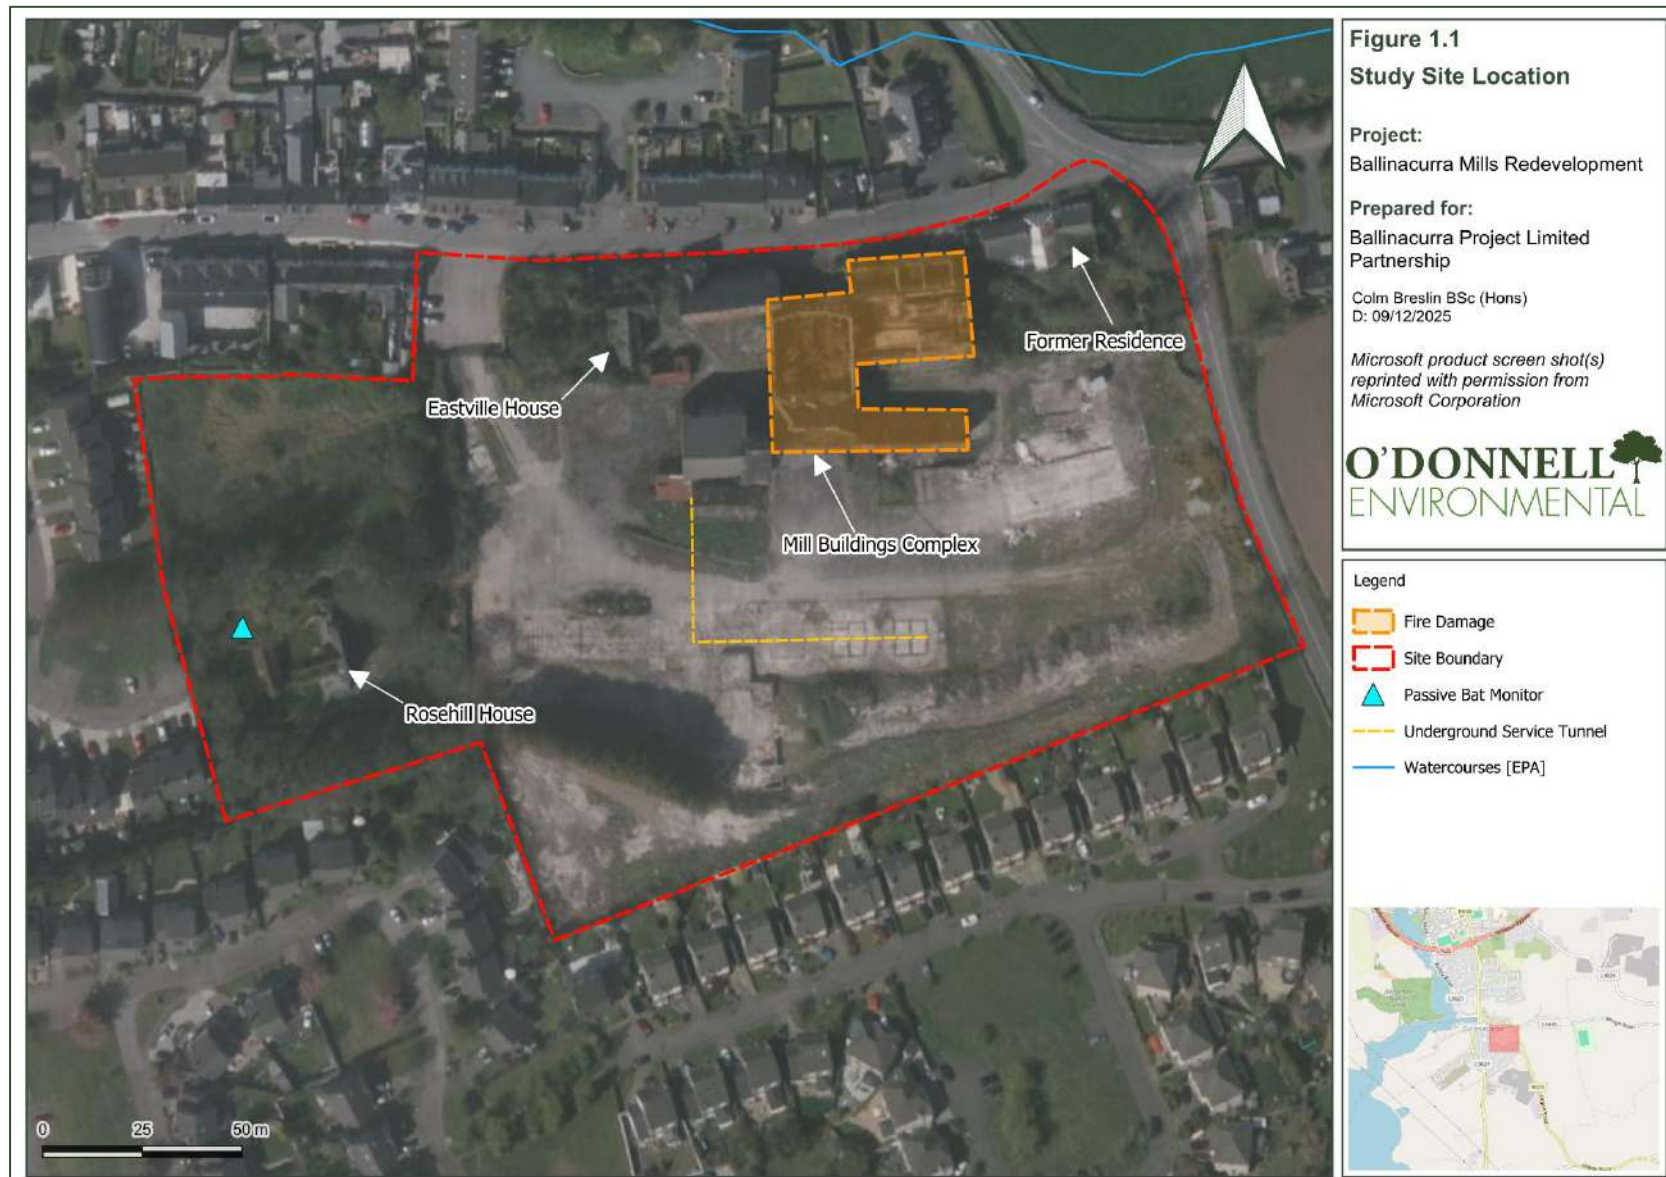 Figure 1.1
Study Site Location
Project:
Ballinacurra Mills Redevelopment
Prepared for:
Ballinacurra Project Limited
Partnership
Colm Breslin BSc (Hons)
D: 09/12/2025
Microsoft product screen shot(s)
reprinted with permission from
Microsoft Corporation
O'DONNELL
ENVIRONMENTAL
Former Residence
Eastville House
Mill Buildings Complex
Rosehill House
0 25 50 m
Legend
Fire Damage
Site Boundary
Passive Bat Monitor
Underground Service Tunnel
Watercourses [EPA]